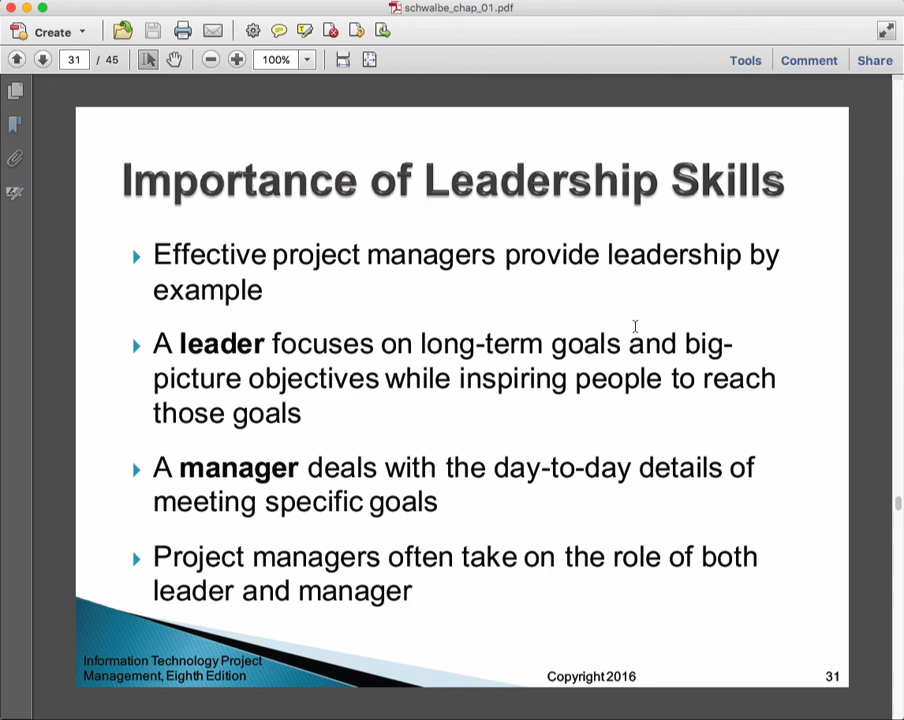 schwalbe_chap_01.pdf
Create
31 / 45
100%
Tools Comment Share
Importance of Leadership Skills
Effective project managers provide leadership by
example
A leader focuses on long-term goals and big-
picture objectives while inspiring people to reach
those goals
A manager deals with the day-to-day details of
meeting specific goals
Project managers often take on the role of both
leader and manager
Information Technology Project
Management, Eighth Edition
Copyright 2016
31